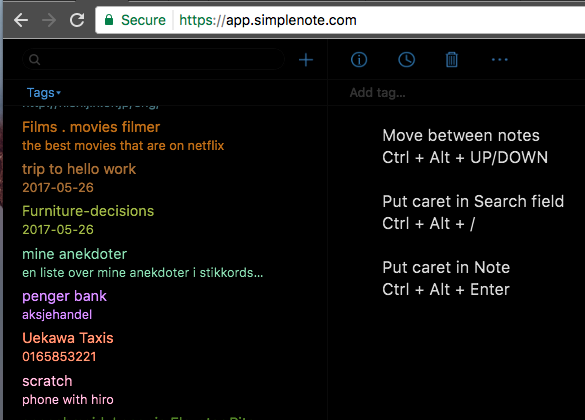 Secure https://app.simplenote.com
Tags
Add tag...
Films . movies filmer
the best movies that are on netflix
trip to hello work
2017-05-26
Furniture-decisions
2017-05-26
mine anekdoter
en liste over mine anekdoter i stikkords...
penger bank
aksjehandel
Uekawa Taxis
0165853221
scratch
phone with hiro
Move between notes
Ctrl + Alt + UP/DOWN
Put caret in Search field
Ctrl + Alt + /
Put caret in Note
Ctrl + Alt + Enter